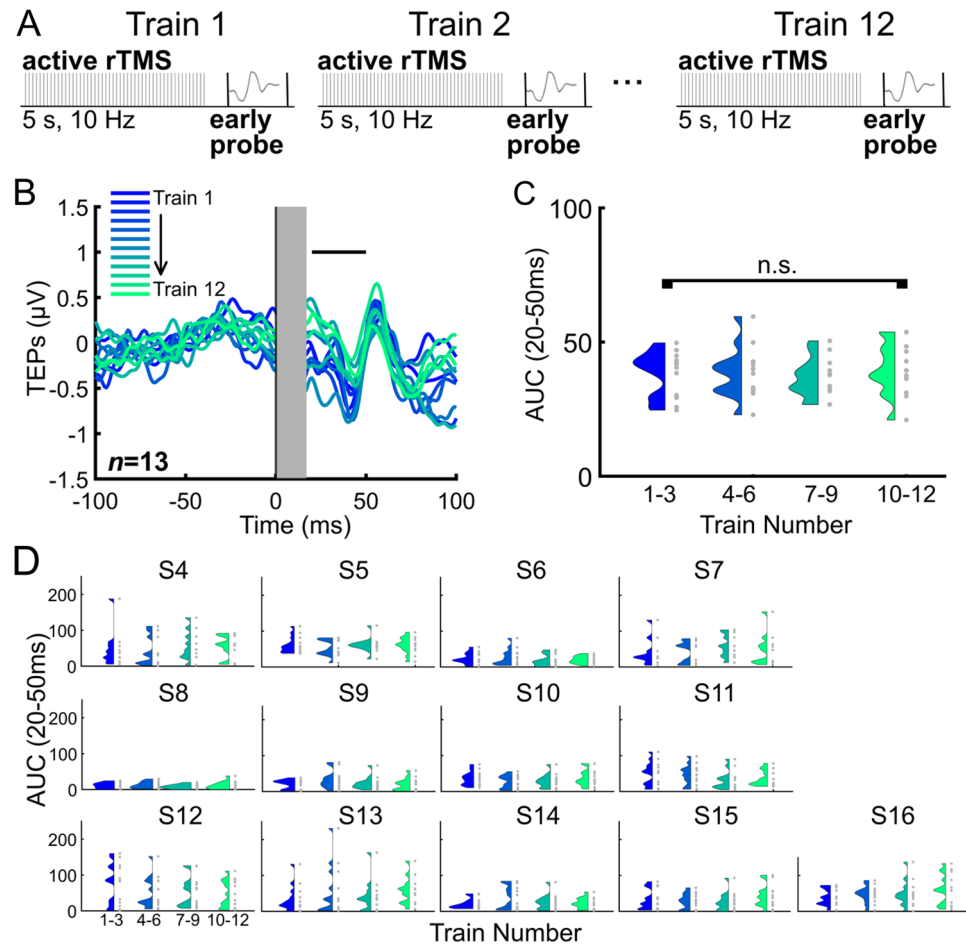 A
Train 1
Train 2
Train 12
active rTMS
active rTMS
active rTMS
...
5 s, 10 Hz
early
probe
5 s, 10 Hz
early
probe
5 s, 10 Hz
early
probe
B
Train 1
Train 12
1.5
1
0.5
0
-0.5
-1
-1.5
TEPs (μV)
n=13
-100
-50
0
50
100
Time (ms)
C
100
50
0
AUC (20-50ms)
n.s.
1-3
4-6
7-9
10-12
Train Number
D
AUC (20-50ms)
S4
S5
S6
S7
200
100
0
S8
S9
S10
S11
200
100
0
S12
S13
S14
S15
S16
200
100
0
1-3
4-6
7-9
10-12
Train Number